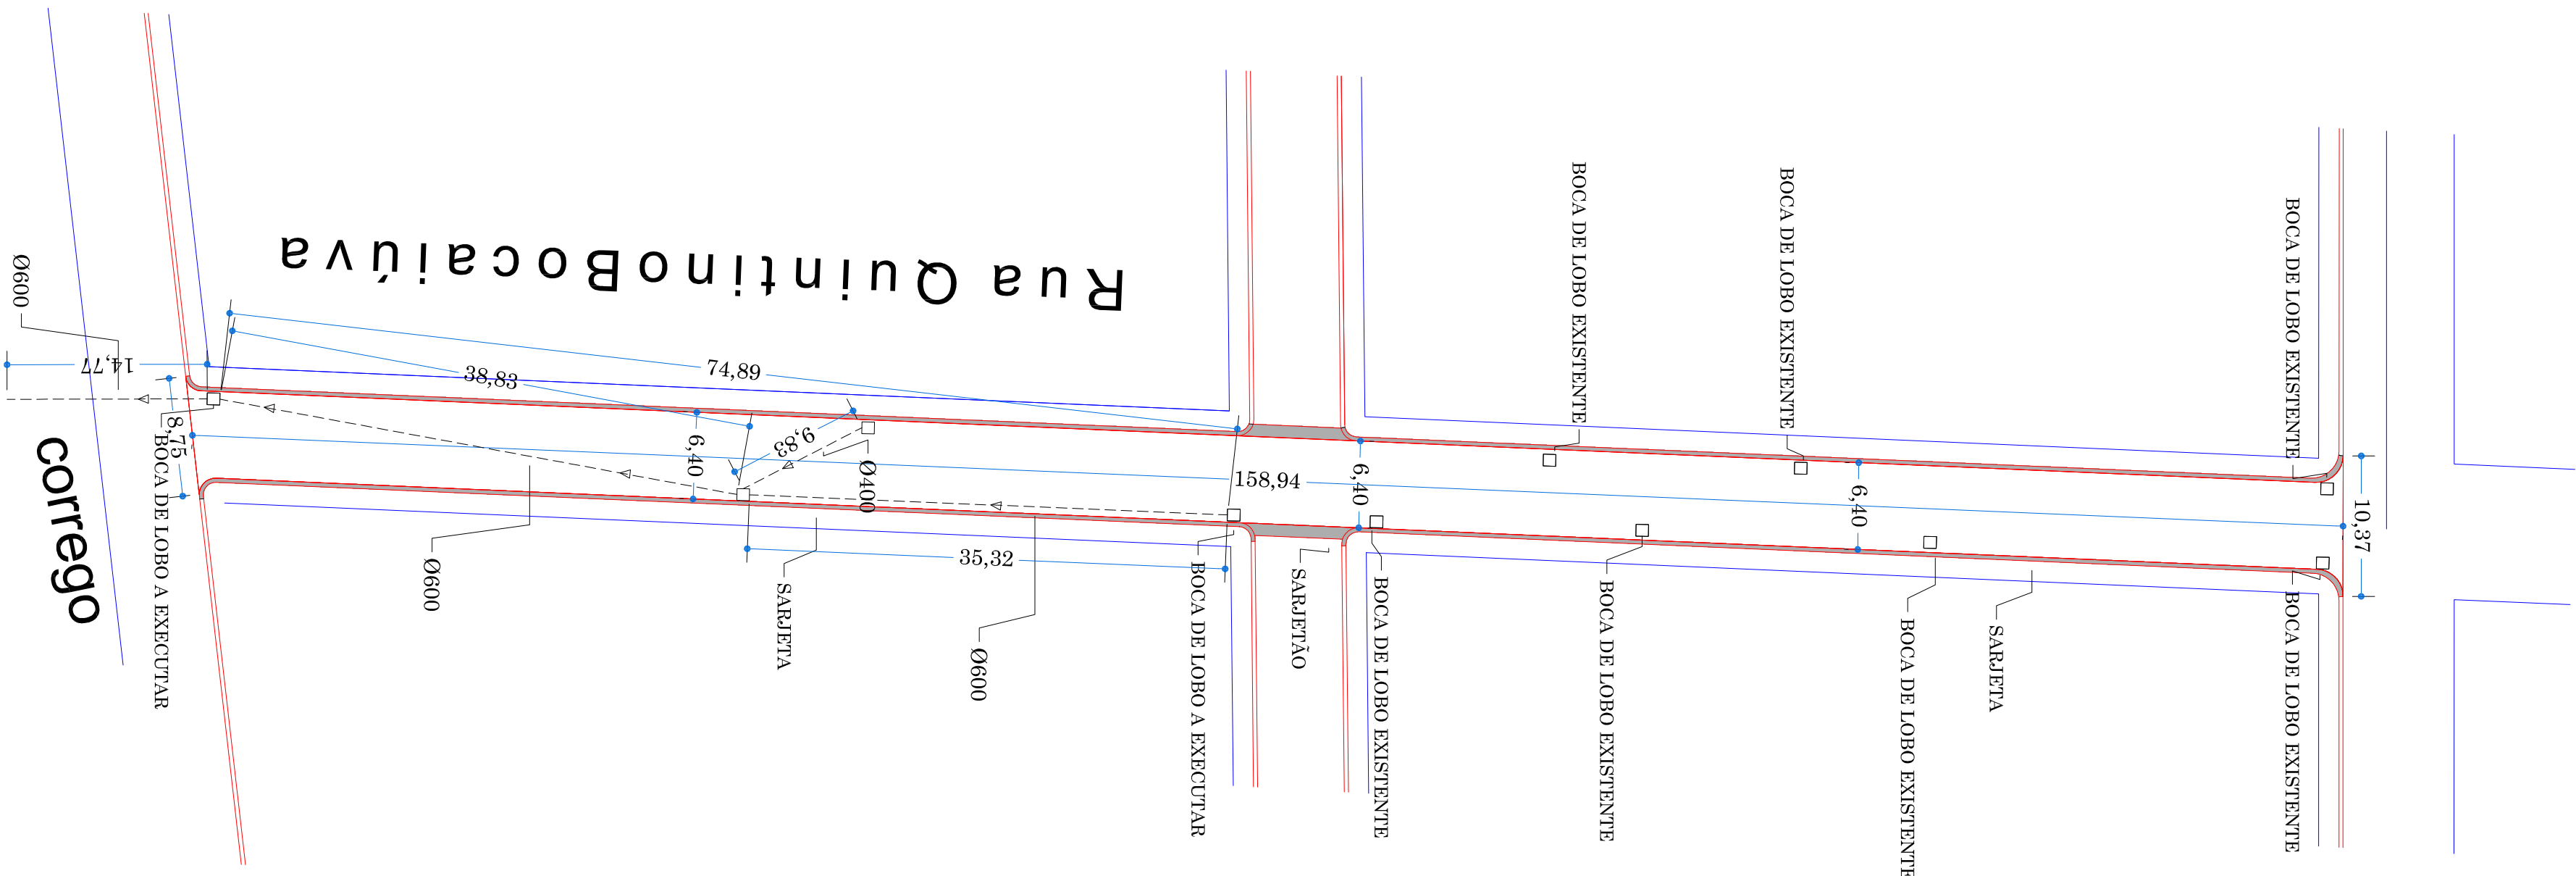 Rua QuintinoBocaiúva
corrego
Ø600
14,77
8,75
BOCA DE LOBO A EXECUTAR
38,83
74,89
6,40
9,83
Ø400
Ø600
35,32
SARJETA
Ø600
158,94
BOCA DE LOBO A EXECUTAR
SARJETÃO
6,40
BOCA DE LOBO EXISTENTE
BOCA DE LOBO EXISTENTE
BOCA DE LOBO EXISTENTE
BOCA DE LOBO EXISTENTE
6,40
BOCA DE LOBO EXISTENTE
SARJETA
BOCA DE LOBO EXISTENTE
BOCA DE LOBO EXISTENTE
10,37